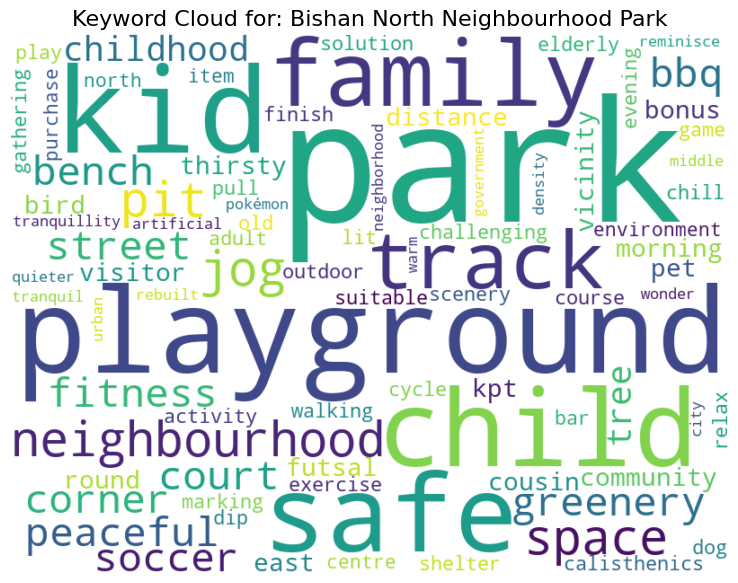 Keyword Cloud for: Bishan North Neighbourhood Park
play
childhood
solution
elderly
reminisce
north
item
kid
family
bbq
gathering
purchase
finish
distance
evening
bonus
park
game
bench
thirsty
neighborhood
government
density
vicinity
middle
bird
pit
pull
pokémon
chill
tranquillity
artificial
old
lit
challenging
environment
street
adult
warm
track
morning
quieter
visitor
jog
outdoor
pet
tranquil
urban
rebuilt
suitable
scenery
course
wonder
playground
fitness
cycle
kpt
tree
activity
walking
child
bar
city
relax
neighbourhood
round
court
futsal
safe
cousin
community
corner
marking
exercise
greenery
peaceful
dip
space
soccer
east
centre
shelter
calisthenics
dog